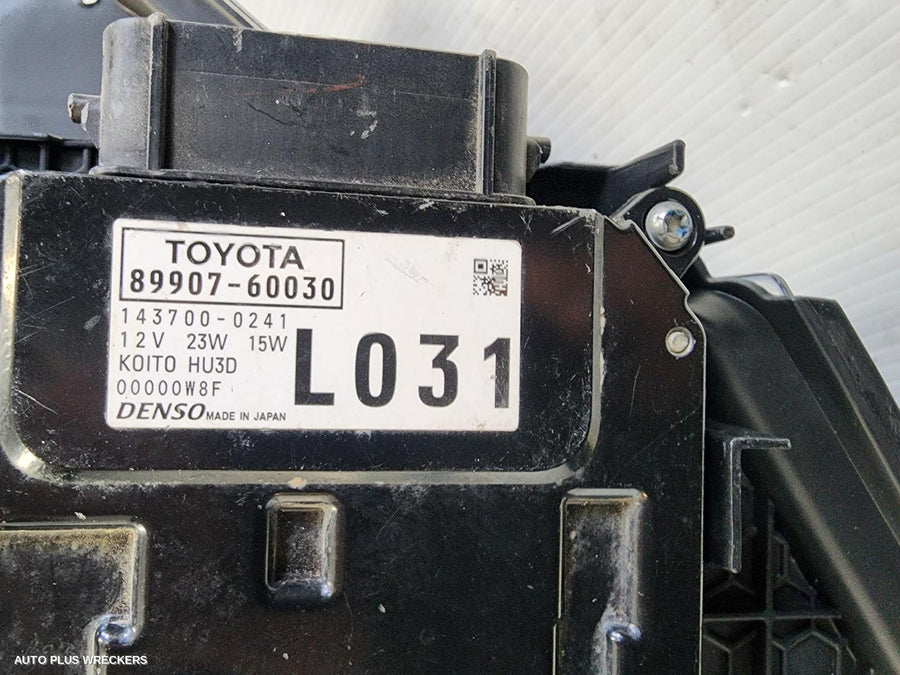 TOYOTA
89907-60030
143700-0241
12V 23W 15W
KOITO HU3D
00000W8F
DENSO MADE IN JAPAN
L031
AUTO PLUS WRECKERS